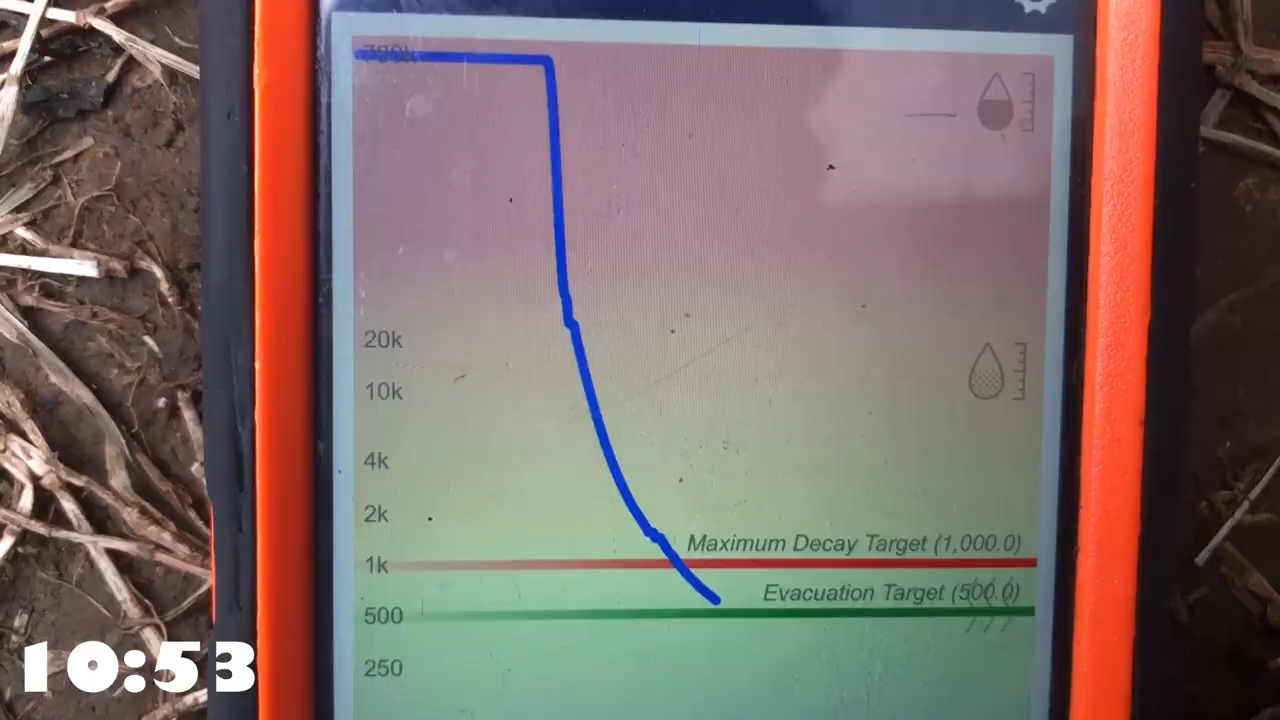 20k
10k
4k
2k
Maximum Decay Target (1,000.0)
1k
Evacuation Target (500.0)
500
250
10:53